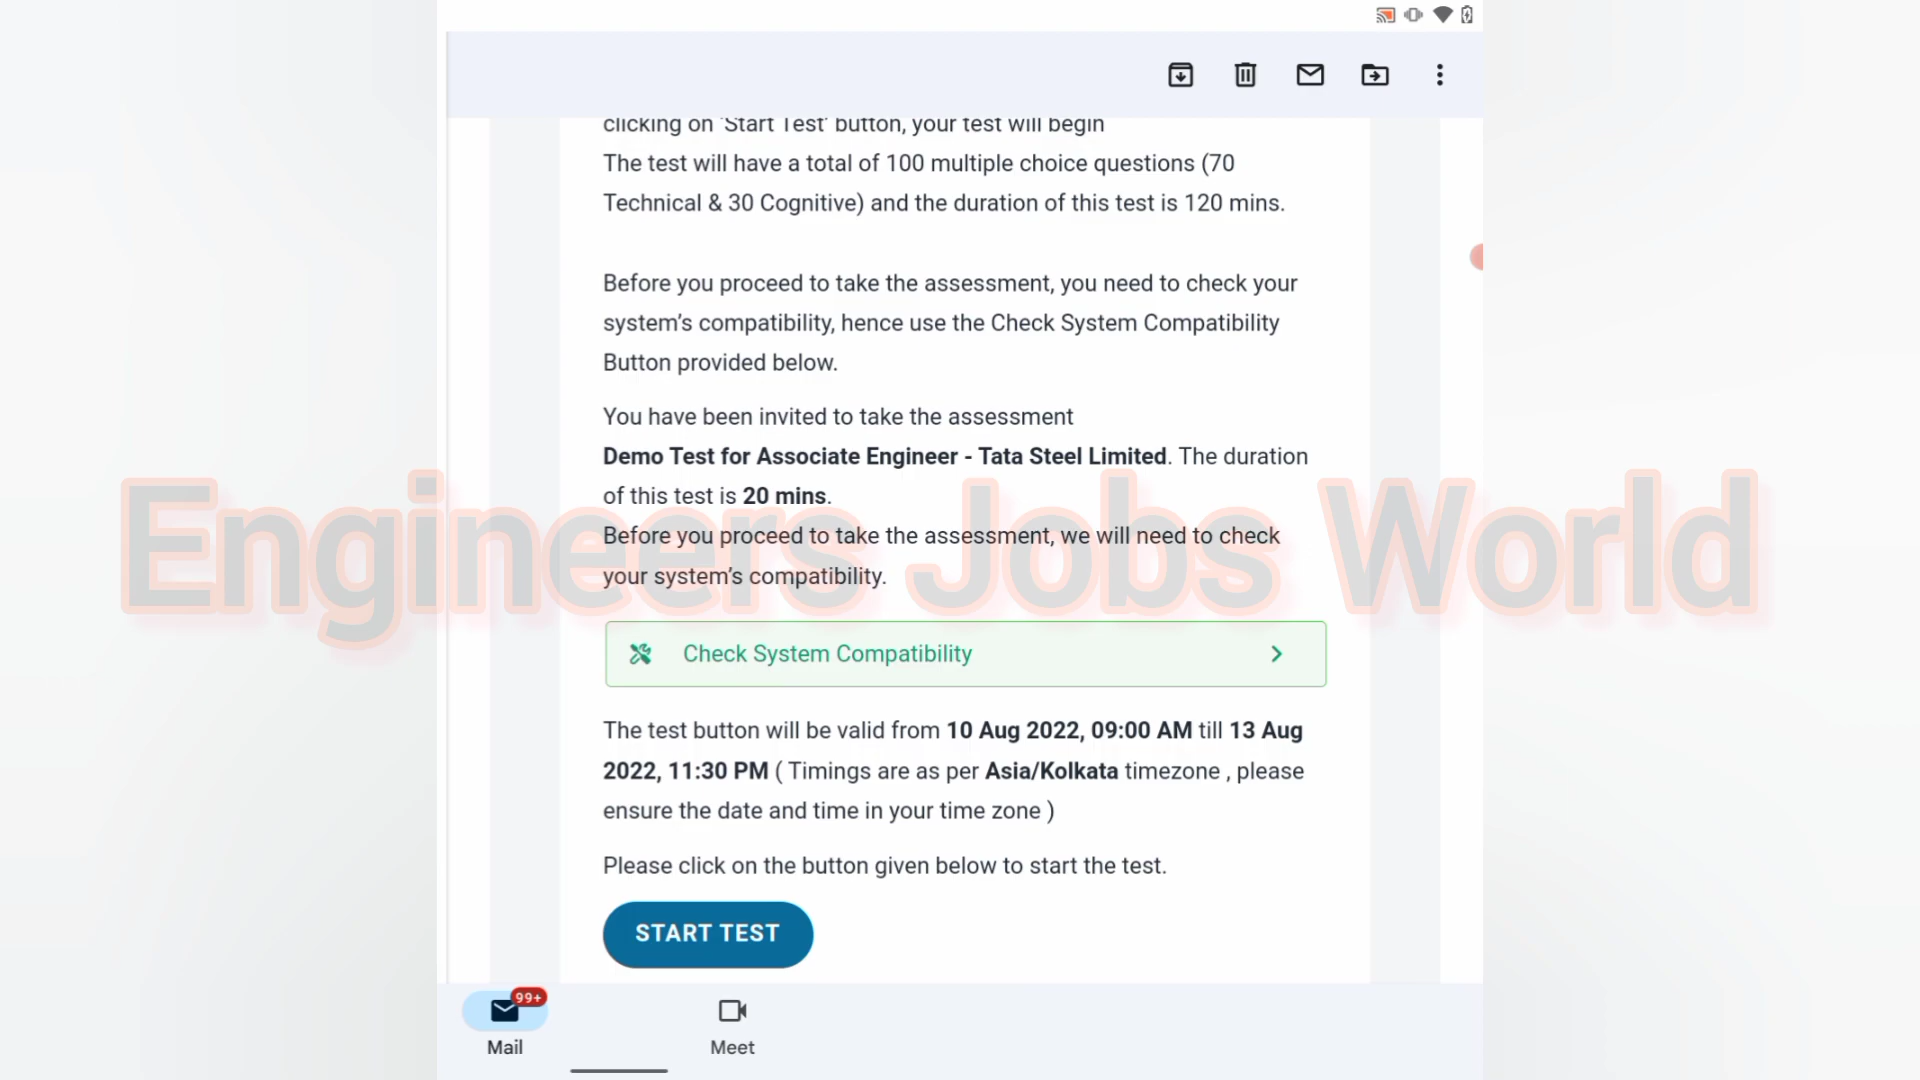 clicking on 'Start Test' button, your test will begin
The test will have a total of 100 multiple choice questions (70
Technical & 30 Cognitive) and the duration of this test is 120 mins.
Before you proceed to take the assessment, you need to check your
system’s compatibility, hence use the Check System Compatibility
Button provided below.
You have been invited to take the assessment
Demo Test for Associate Engineer - Tata Steel Limited. The duration
of this test is 20 mins.
Before you proceed to take the assessment, we will need to check
your system’s compatibility.
Engineers Jobs World
Check System Compatibility
The test button will be valid from 10 Aug 2022, 09:00 AM till 13 Aug
2022, 11:30 PM ( Timings are as per Asia/Kolkata timezone , please
ensure the date and time in your time zone )
Please click on the button given below to start the test.
START TEST
99+
Mail
Meet